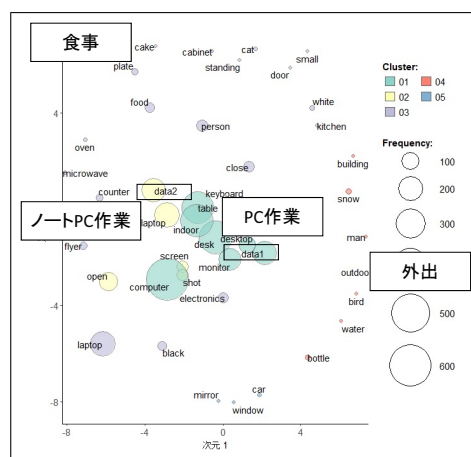 食事
cake
cabinet
cat
small
standing
plate
door
food
white
person
kitchen
oven
close
building
microwave
data2
keyboard
snow
counter
table
ノートPC作業
laptop
indoor
PC作業
desk
desktop
man
flyer
data1
screen
monitor
outdoo
外出
open
shot
computer
electronics
bird
water
laptop
black
bottle
mirror
car
window
4
-4
-8
-8
-4
0
4
次元 1
Cluster:
01
04
02
05
03
Frequency:
100
200
300
500
600